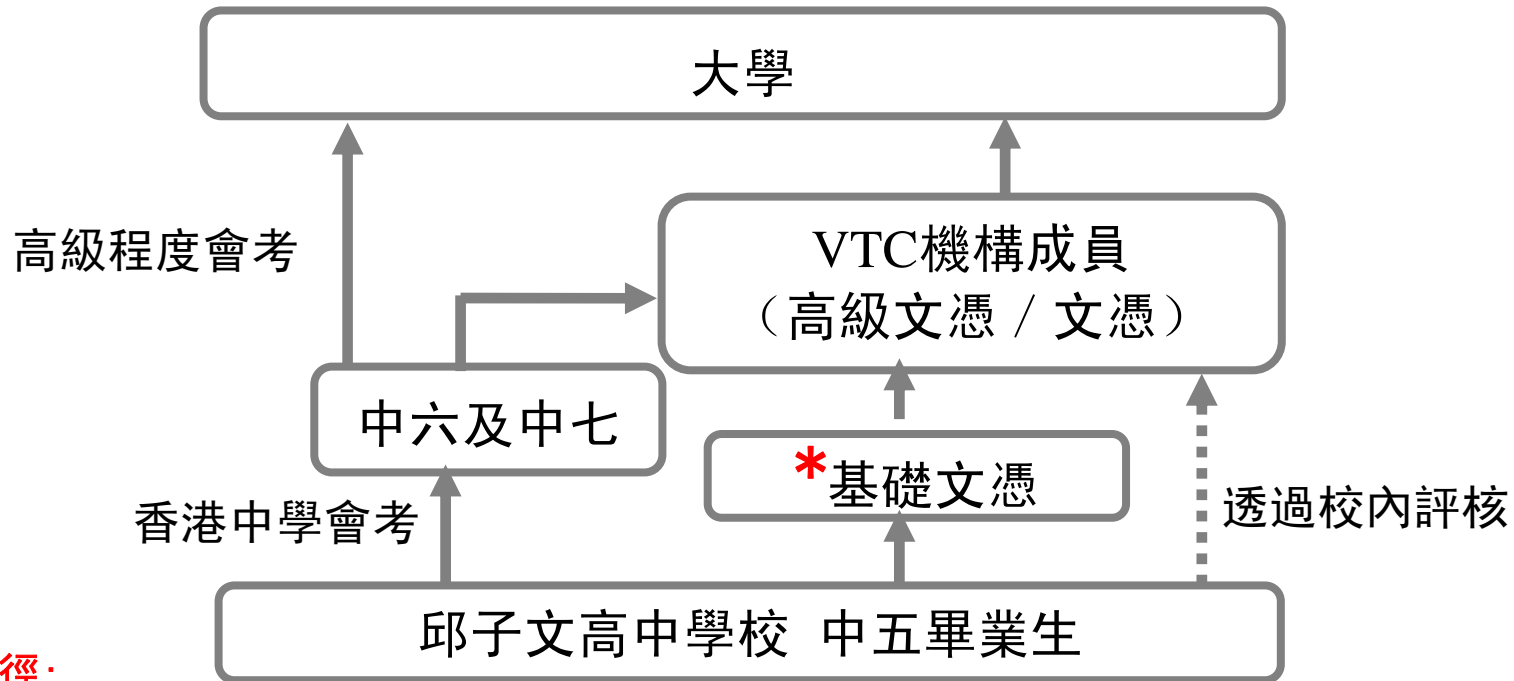 大學
高級程度會考
VTC機構成員
（高級文憑／文憑）
中六及中七
*基礎文憑
香港中學會考
透過校內評核
邱子文高中學校 中五畢業生
徑: